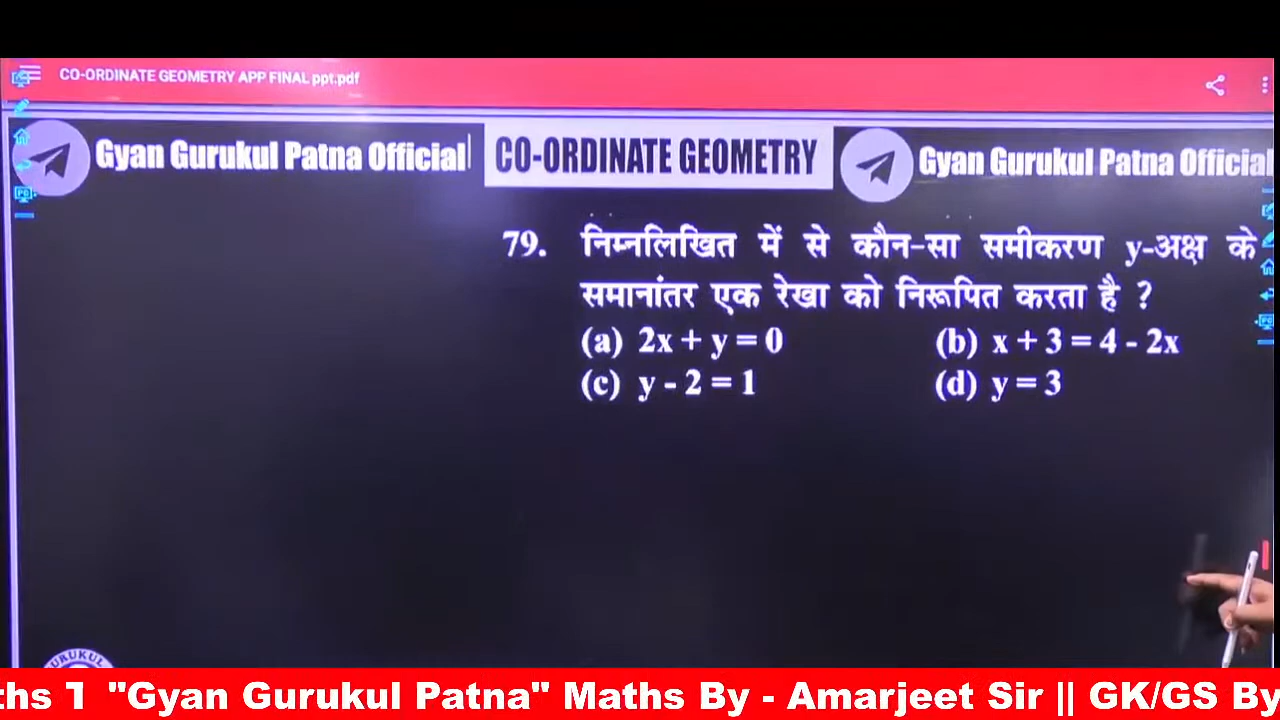 CO-ORDINATE GEOMETRY APP FINAL ppt.pdf
Gyan Gurukul Patna Official
CO-ORDINATE GEOMETRY
Gyan Gurukul Patna Official
79. निम्नलिखित में से कौन-सा समीकरण y-अक्ष के
समानांतर एक रेखा को निरूपित करता है ?
(a) 2x + y = 0 (b) x + 3 = 4 - 2x
(c) y - 2 = 1 (d) y = 3
URUKUL
ths 1 "Gyan Gurukul Patna" Maths By - Amarjeet Sir || GK/GS By